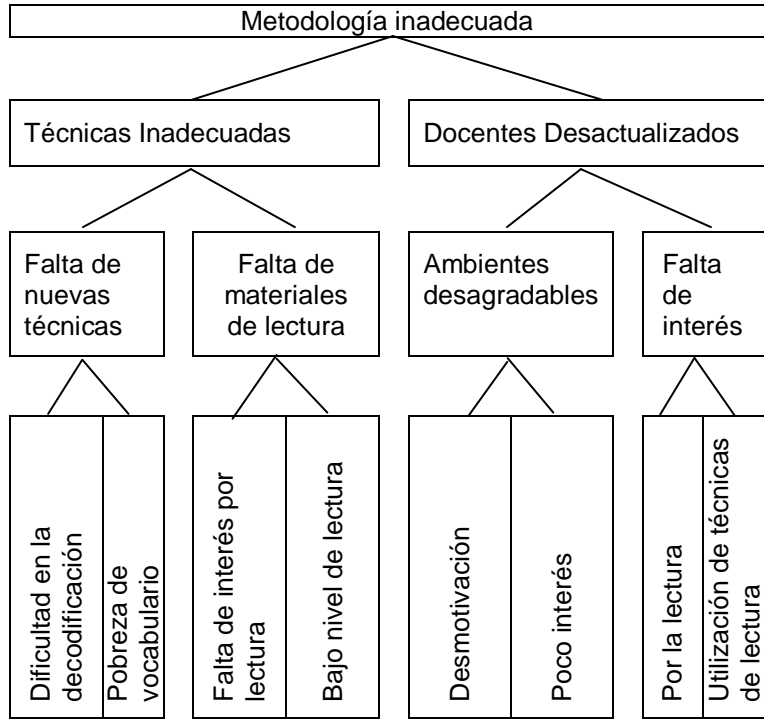 Metodología inadecuada
Técnicas Inadecuadas
Docentes Desactualizados
Falta de
nuevas
técnicas
Falta de
materiales
de lectura
Ambientes
desagradables
Falta
de
interés
Dificultad en la
decodificación
Pobreza de
vocabulario
Falta de interés por
lectura
Bajo nivel de lectura
Desmotivación
Poco interés
Por la lectura
Utilización de técnicas
de lectura